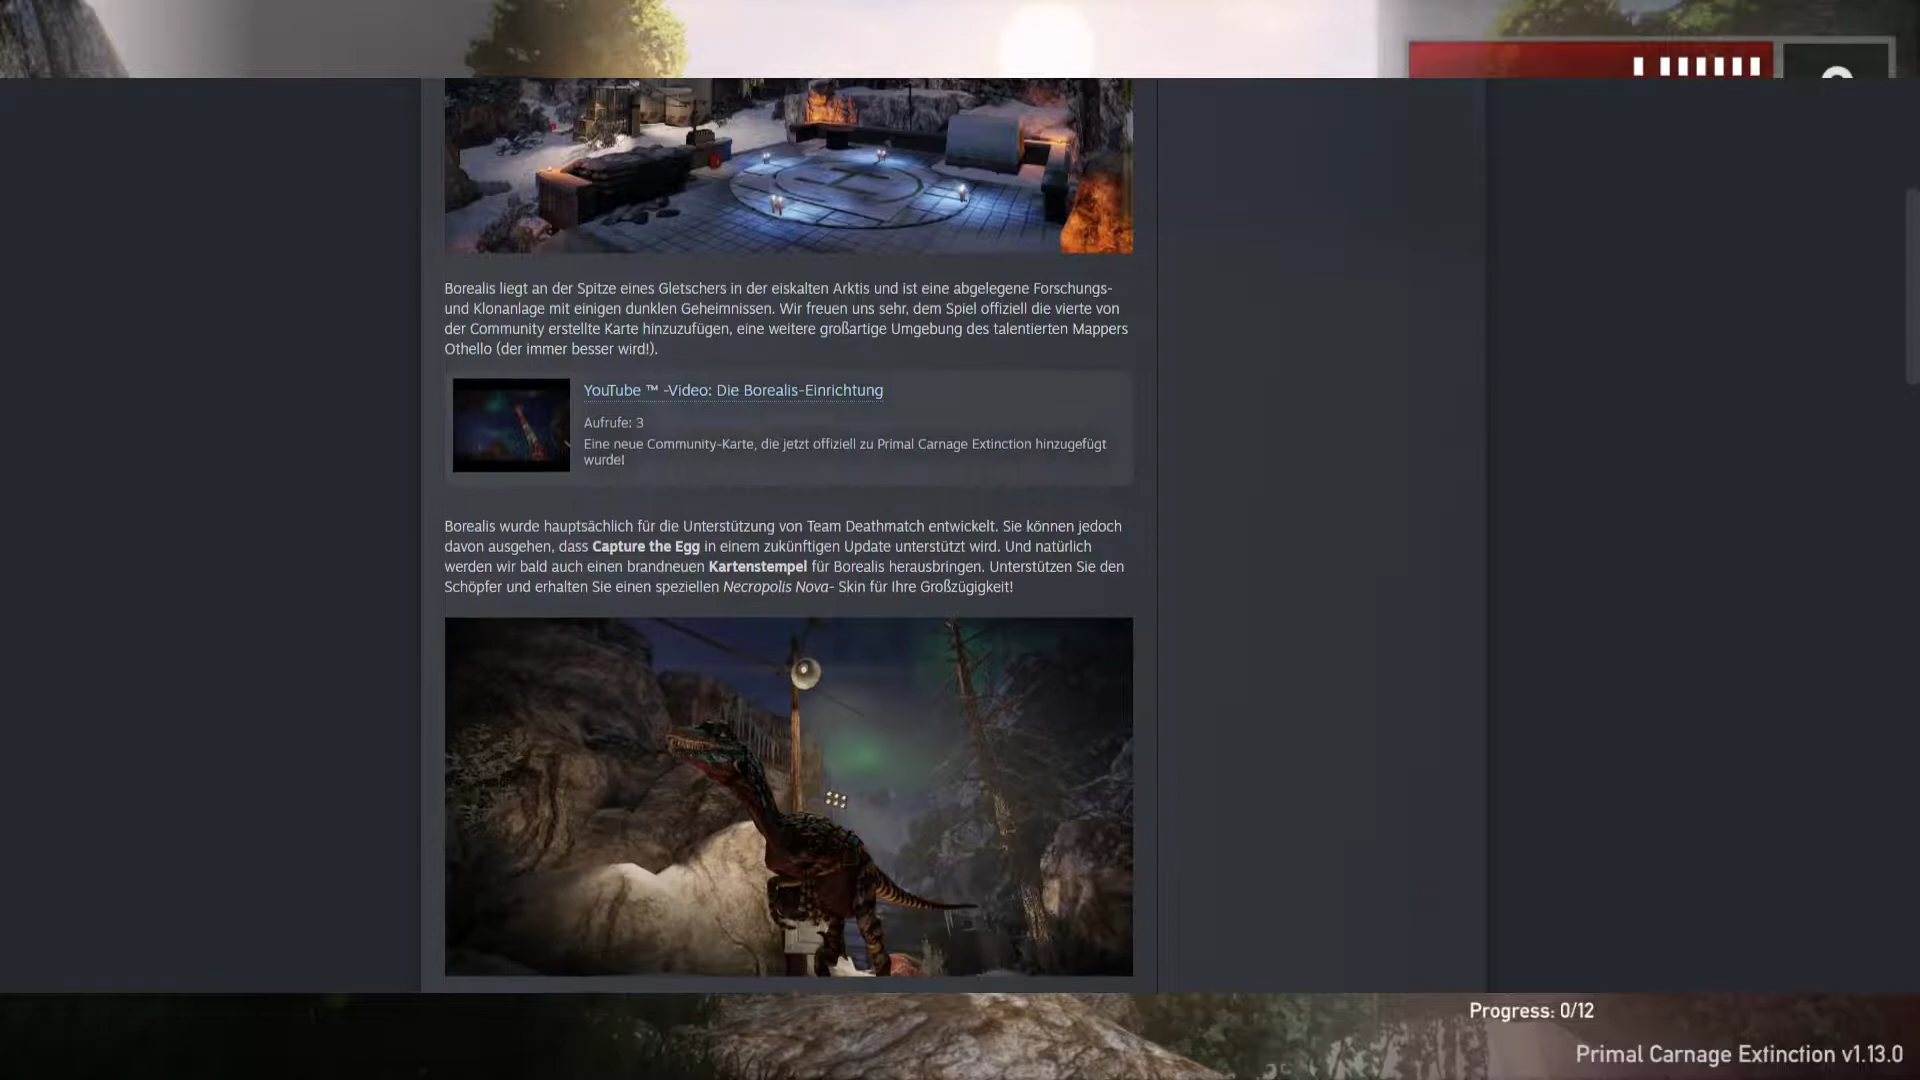 Borealis liegt an der Spitze eines Gletschers in der eiskalten Arktis und ist eine abgelegene Forschungs-
und Klonanlage mit einigen dunklen Geheimnissen. Wir freuen uns sehr, dem Spiel offiziell die vierte von
der Community erstellte Karte hinzuzufügen, eine weitere großartige Umgebung des talentierten Mappers
Othello (der immer besser wird!).
YouTube ™ -Video: Die Borealis-Einrichtung
Aufrufe: 3
Eine neue Community-Karte, die jetzt offiziell zu Primal Carnage Extinction hinzugefügt
wurde!
Borealis wurde hauptsächlich für die Unterstützung von Team Deathmatch entwickelt. Sie können jedoch
davon ausgehen, dass Capture the Egg in einem zukünftigen Update unterstützt wird. Und natürlich
werden wir bald auch einen brandneuen Kartenstempel für Borealis herausbringen. Unterstützen Sie den
Schöpfer und erhalten Sie einen speziellen Necropolis Nova- Skin für Ihre Großzügigkeit!
Progress: 0/12
Primal Carnage Extinction v1.13.0